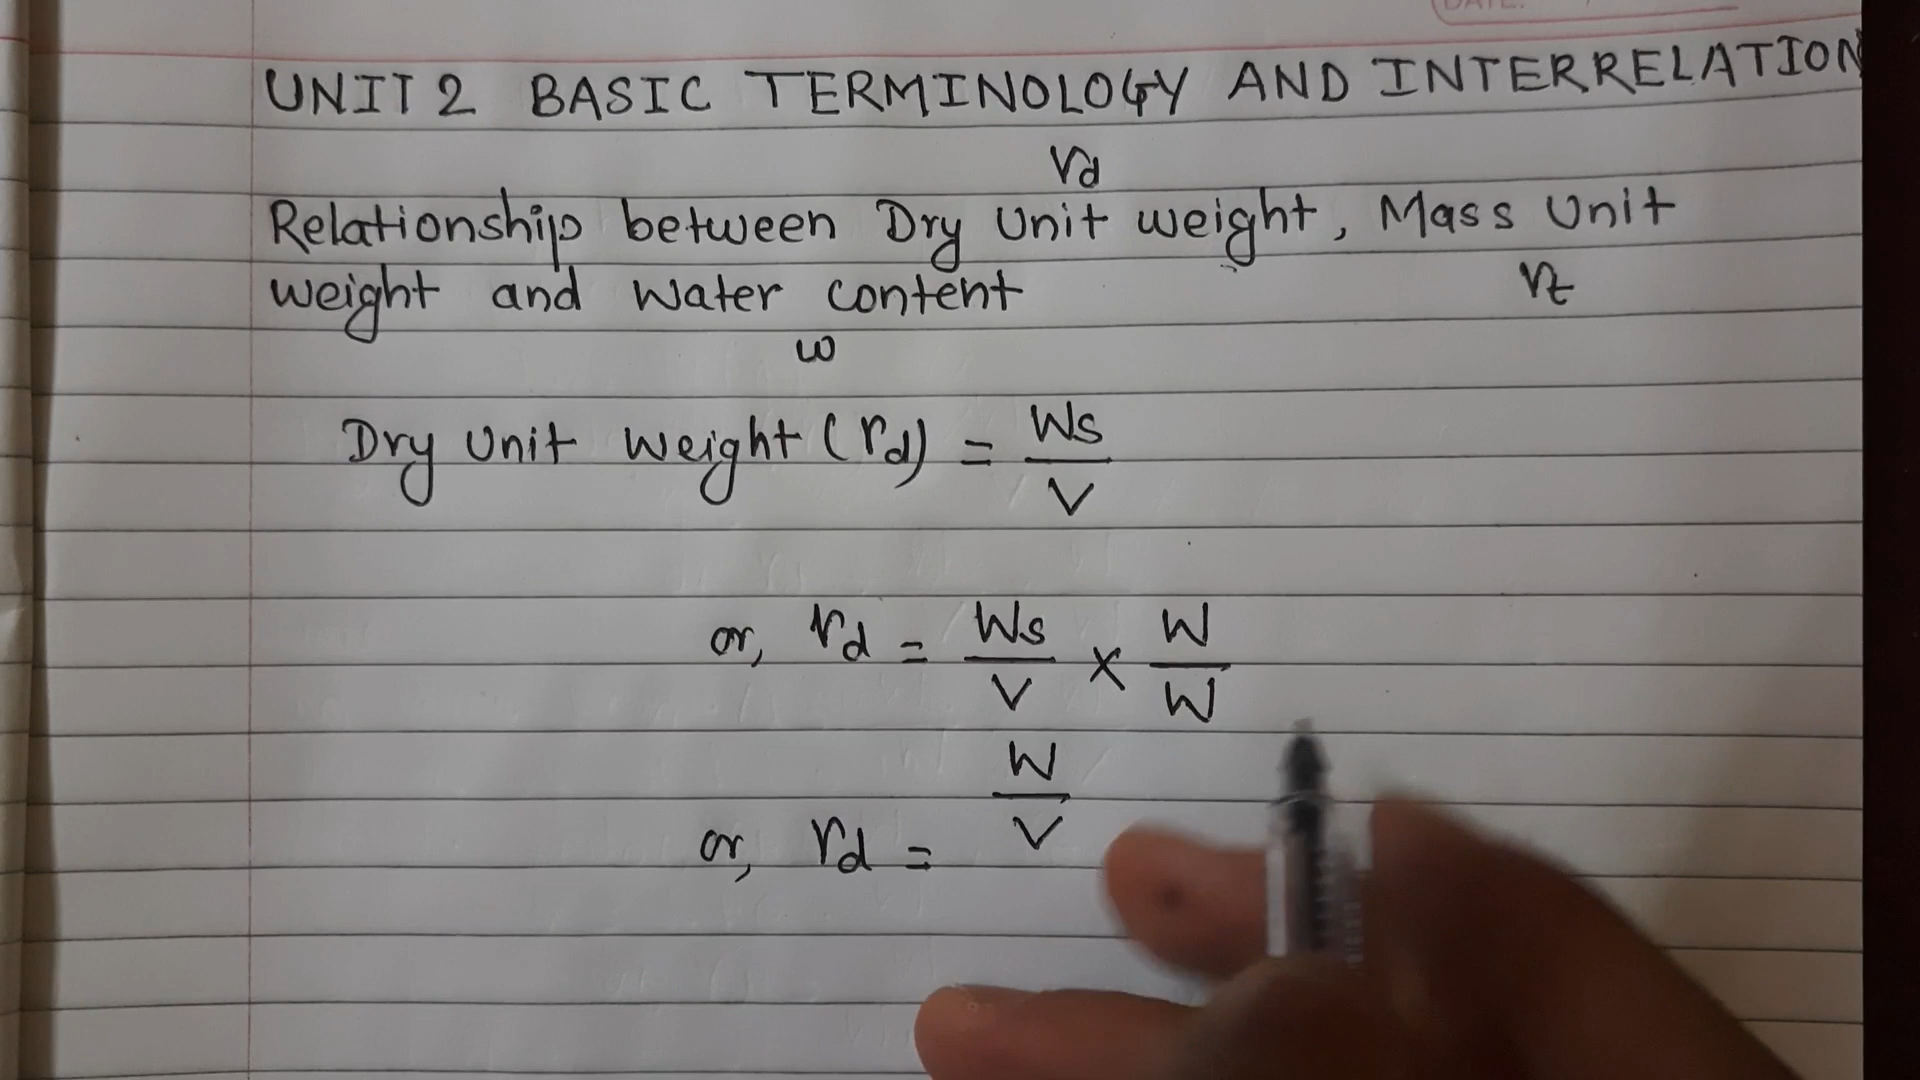 DATE:
UNIT 2 BASIC TERMINOLOGY AND INTERRELATION
γd
Relationship between Dry Unit weight, Mass Unit
weight and water content
γt
w
Dry Unit Weight (γd) = Ws/V
or, γd = Ws/V × W/W
or, γd = W/V